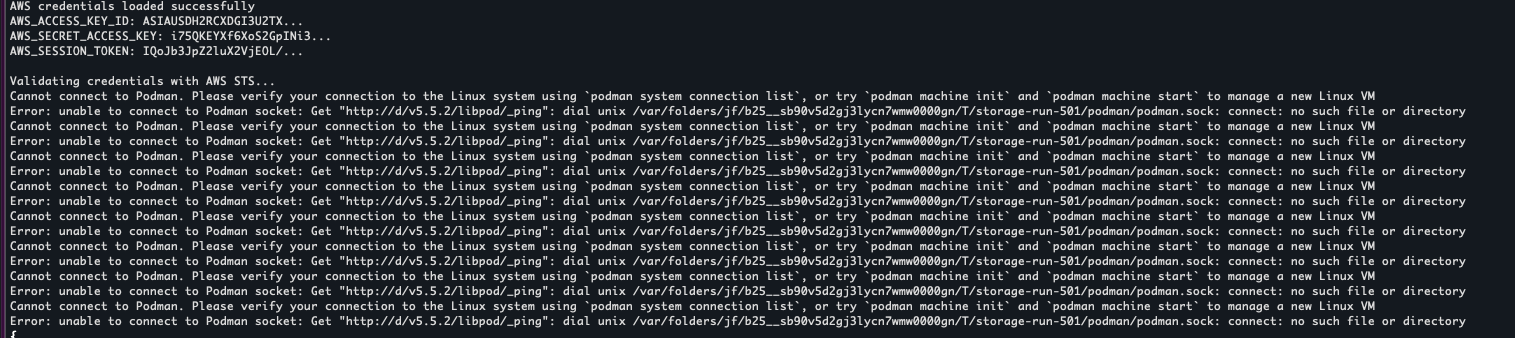 AWS credentials loaded successfully
AWS_ACCESS_KEY_ID: ASIAUSDH2RCXDGI3U2TX...
AWS_SECRET_ACCESS_KEY: i75QKEYXf6XoS2GpINi3...
AWS_SESSION_TOKEN: IQoJb3JpZ2luX2VjEOL/...
Validating credentials with AWS STS...
Cannot connect to Podman. Please verify your connection to the Linux system using `podman system connection list`, or try `podman machine init` and `podman machine start` to manage a new Linux VM
Error: unable to connect to Podman socket: Get "http://d/v5.5.2/libpod/_ping": dial unix /var/folders/jf/b25__sb90v5d2gj3lycn7wmw0000gn/T/storage-run-501/podman/podman.sock: connect: no such file or directory
Cannot connect to Podman. Please verify your connection to the Linux system using `podman system connection list`, or try `podman machine init` and `podman machine start` to manage a new Linux VM
Error: unable to connect to Podman socket: Get "http://d/v5.5.2/libpod/_ping": dial unix /var/folders/jf/b25__sb90v5d2gj3lycn7wmw0000gn/T/storage-run-501/podman/podman.sock: connect: no such file or directory
Cannot connect to Podman. Please verify your connection to the Linux system using `podman system connection list`, or try `podman machine init` and `podman machine start` to manage a new Linux VM
Error: unable to connect to Podman socket: Get "http://d/v5.5.2/libpod/_ping": dial unix /var/folders/jf/b25__sb90v5d2gj3lycn7wmw0000gn/T/storage-run-501/podman/podman.sock: connect: no such file or directory
Cannot connect to Podman. Please verify your connection to the Linux system using `podman system connection list`, or try `podman machine init` and `podman machine start` to manage a new Linux VM
Error: unable to connect to Podman socket: Get "http://d/v5.5.2/libpod/_ping": dial unix /var/folders/jf/b25__sb90v5d2gj3lycn7wmw0000gn/T/storage-run-501/podman/podman.sock: connect: no such file or directory
Cannot connect to Podman. Please verify your connection to the Linux system using `podman system connection list`, or try `podman machine init` and `podman machine start` to manage a new Linux VM
Error: unable to connect to Podman socket: Get "http://d/v5.5.2/libpod/_ping": dial unix /var/folders/jf/b25__sb90v5d2gj3lycn7wmw0000gn/T/storage-run-501/podman/podman.sock: connect: no such file or directory
Cannot connect to Podman. Please verify your connection to the Linux system using `podman system connection list`, or try `podman machine init` and `podman machine start` to manage a new Linux VM
Error: unable to connect to Podman socket: Get "http://d/v5.5.2/libpod/_ping": dial unix /var/folders/jf/b25__sb90v5d2gj3lycn7wmw0000gn/T/storage-run-501/podman/podman.sock: connect: no such file or directory
Cannot connect to Podman. Please verify your connection to the Linux system using `podman system connection list`, or try `podman machine init` and `podman machine start` to manage a new Linux VM
Error: unable to connect to Podman socket: Get "http://d/v5.5.2/libpod/_ping": dial unix /var/folders/jf/b25__sb90v5d2gj3lycn7wmw0000gn/T/storage-run-501/podman/podman.sock: connect: no such file or directory
Cannot connect to Podman. Please verify your connection to the Linux system using `podman system connection list`, or try `podman machine init` and `podman machine start` to manage a new Linux VM
Error: unable to connect to Podman socket: Get "http://d/v5.5.2/libpod/_ping": dial unix /var/folders/jf/b25__sb90v5d2gj3lycn7wmw0000gn/T/storage-run-501/podman/podman.sock: connect: no such file or directory
{